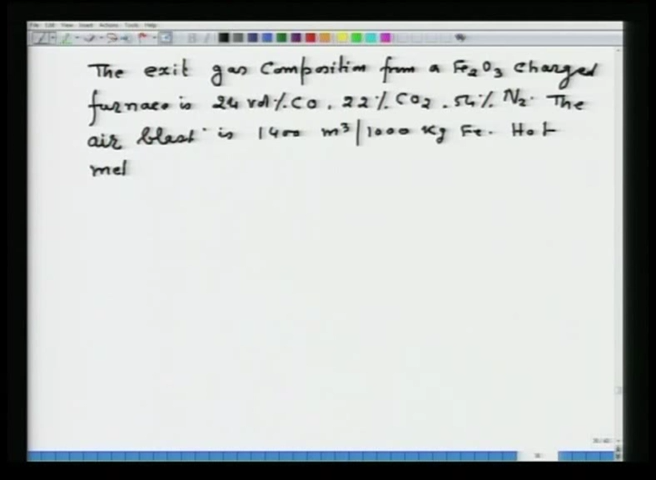 The exit gas Composition from a Fe₂O₃ charged
furnace is 24 vol% CO, 22% CO₂, 54% N₂. The
air blast is 1400 m³/1000 Kg Fe. Hot
met